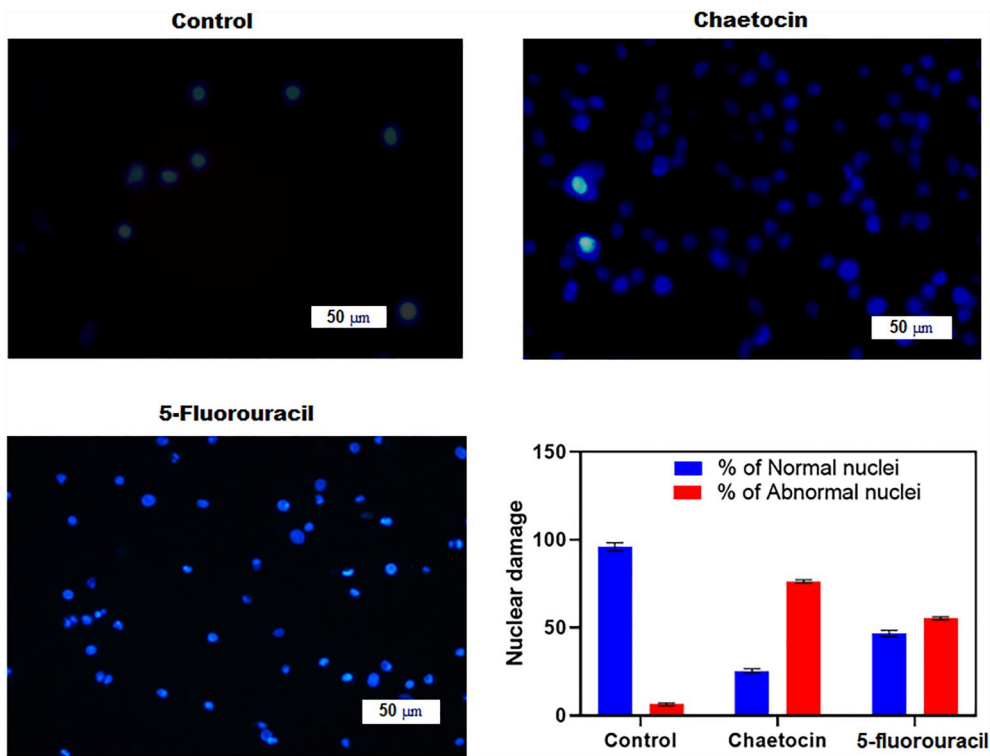 Control
Chaetocin
50 μm
50 μm
5-Fluorouracil
50 μm
150
100
50
0
Nuclear damage
% of Normal nuclei
% of Abnormal nuclei
Control
Chaetocin
5-fluorouracil